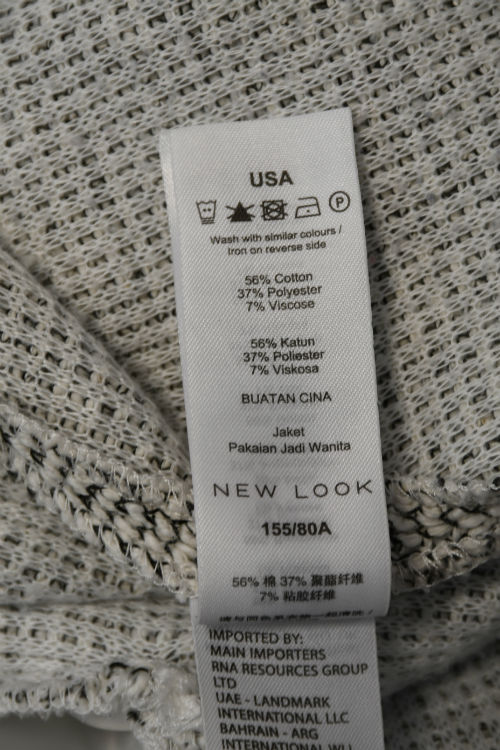 USA
P
Wash with similar colours /
Iron on reverse side
56% Cotton
37% Polyester
7% Viscose
56% Katun
37% Poliester
7% Viskosa
BUATAN CINA
Jaket
Pakaian Jadi Wanita
NEW LOOK
155/80A
56% 棉 37% 聚酯纤维
7% 粘胶纤维
IMPORTED BY:
MAIN IMPORTERS
RNA RESOURCES GROUP
LTD
UAE - LANDMARK
INTERNATIONAL LLC
BAHRAIN - ARG
INTERNATIONAL WLL